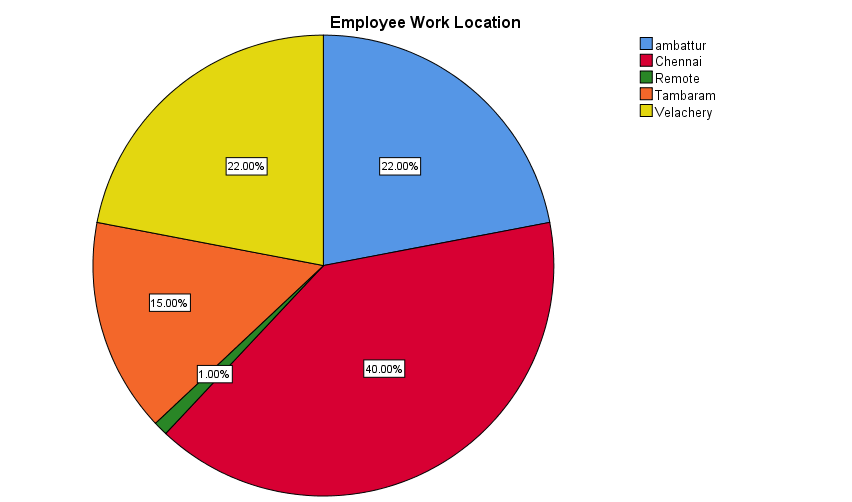 Employee Work Location
ambattur
Chennai
Remote
Tambaram
Velachery
22.00%
22.00%
15.00%
1.00%
40.00%